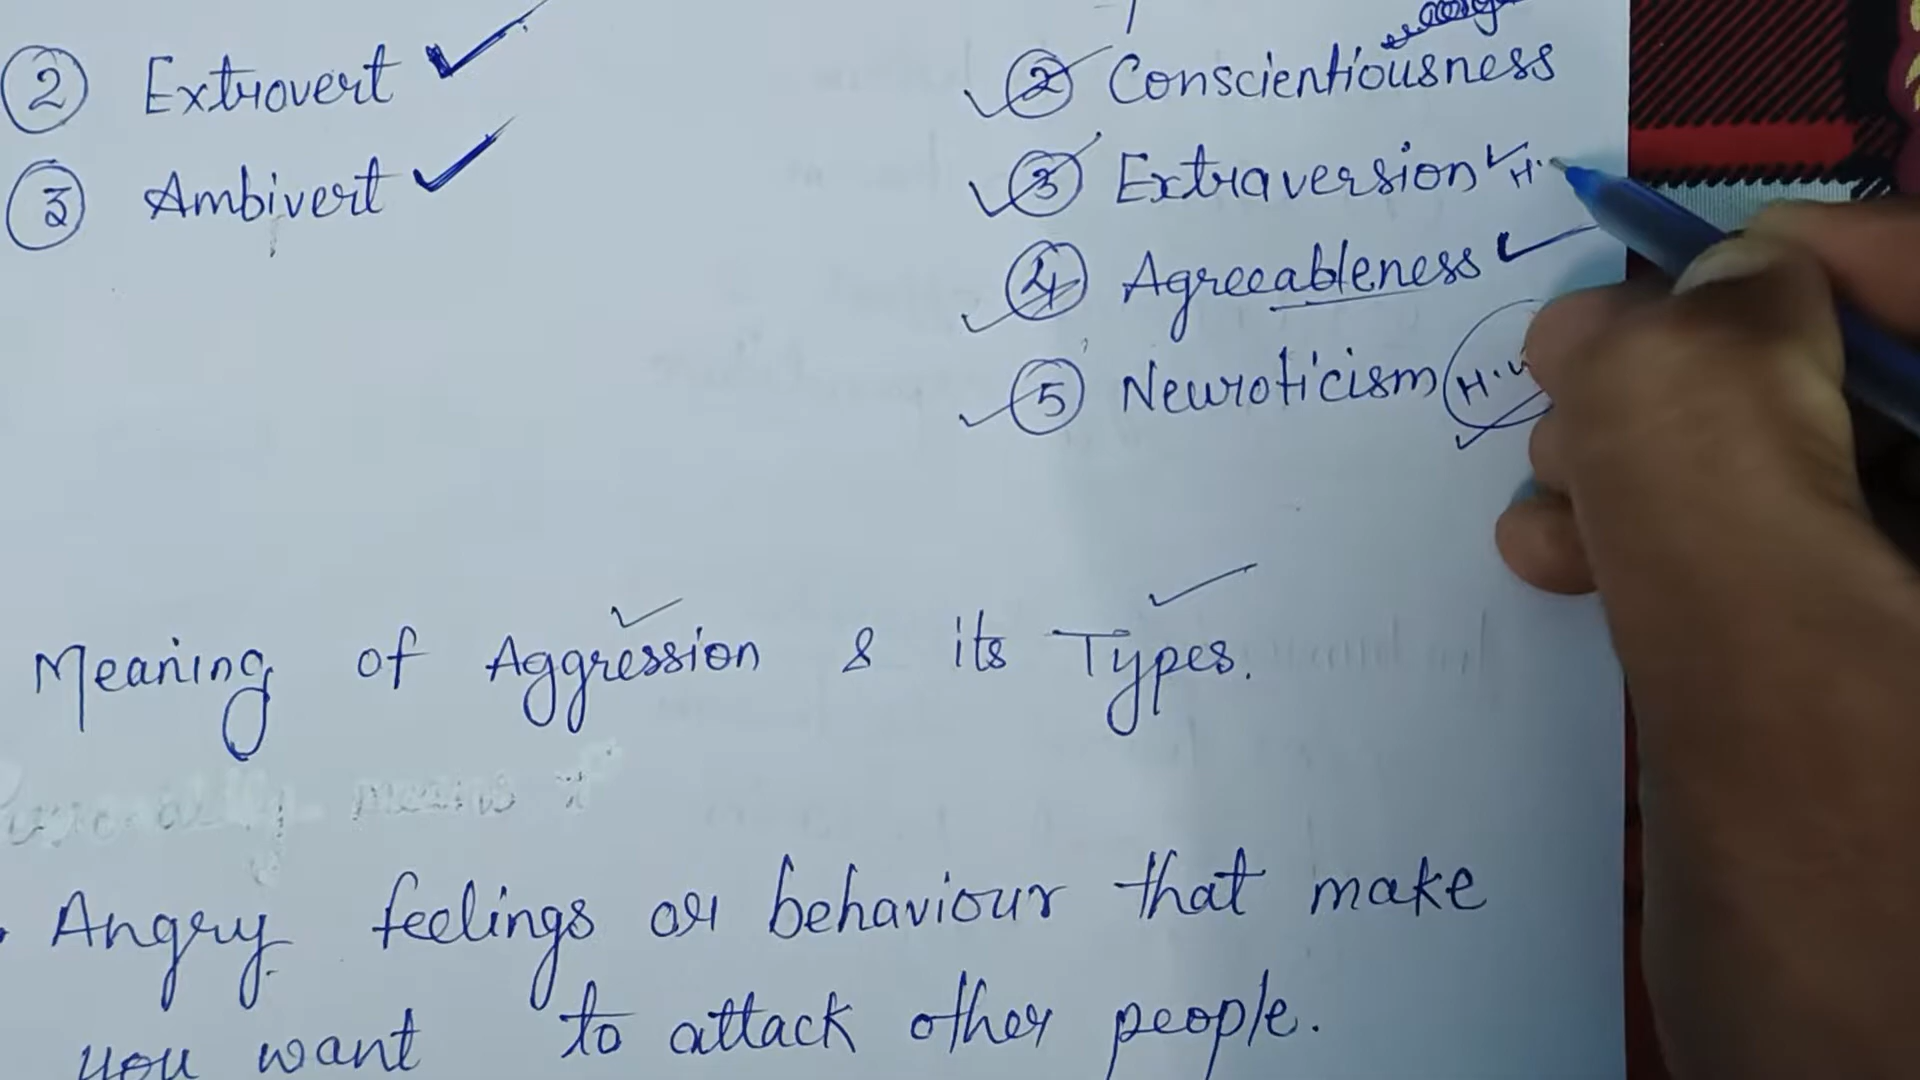 ② Extrovert
③ Ambivert
② Conscientiousness
③ Extraversion H.
④ Agreeableness
⑤ Neuroticism H.
Meaning of Aggression & its Types.
Angry feelings or behaviour that make
you want to attack other people.